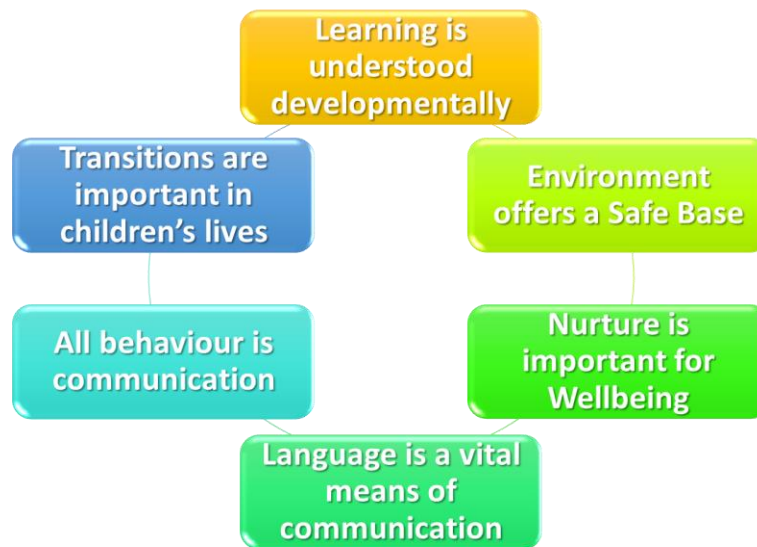 Learning is
understood
developmentally
Environment
offers a Safe Base
Nurture is
important for
Wellbeing
Language is a vital
means of
communication
All behaviour is
communication
Transitions are
important in
children's lives